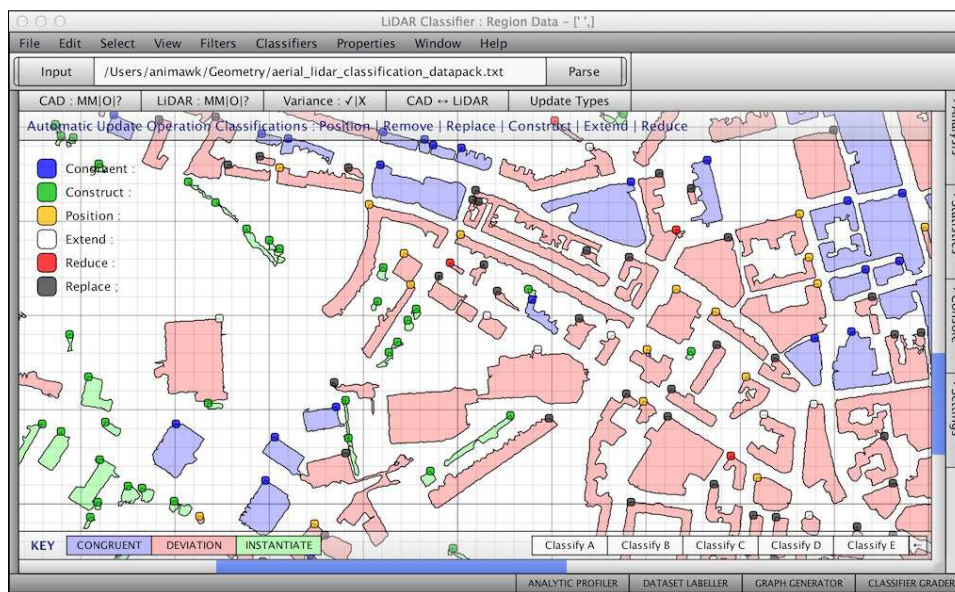 LiDAR Classifier : Region Data – [' ',]
File Edit Select View Filters Classifiers Properties Window Help
Input /Users/animawk/Geometry/aerial_lidar_classification_datapack.txt Parse
CAD : MM|O|? LiDAR : MM|O|? Variance : √|X CAD ↔ LiDAR Update Types
Automatic Update Operation Classifications : Position | Remove | Replace | Construct | Extend | Reduce
Congruent :
Construct :
Position :
Extend :
Reduce :
Replace :
KEY CONGRUENT DEVIATION INSTANTIATE Classify A Classify B Classify C Classify D Classify E ←
ANALYTIC PROFILER DATASET LABELLER GRAPH GENERATOR CLASSIFIER GRADER